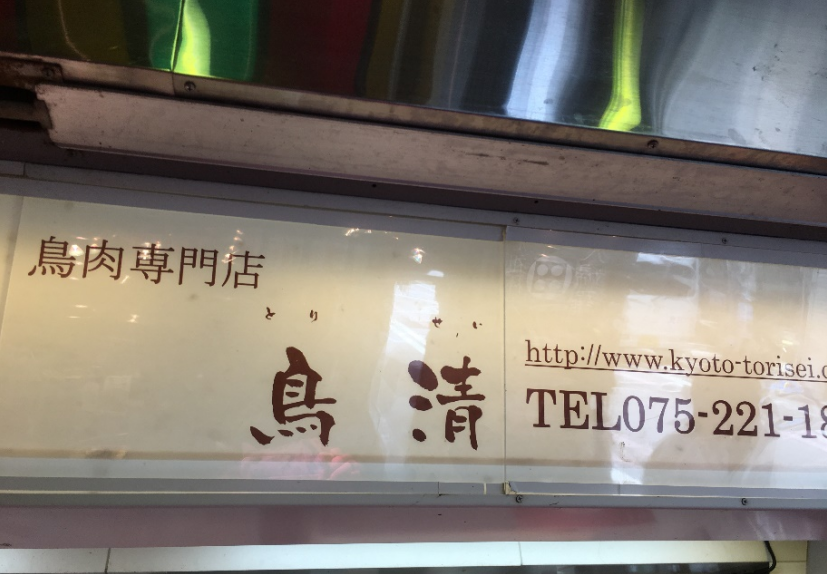 鳥肉専門店
とり せい
鳥 清
http://www.kyoto-torisei.c
TEL075-221-18